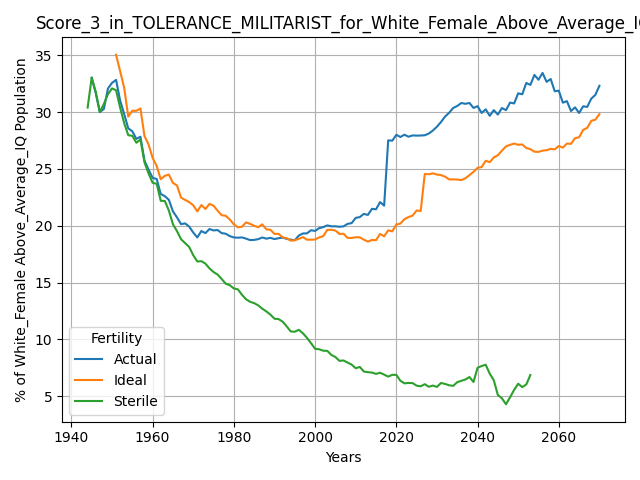 Score_3_in_TOLERANCE_MILITARIST_for_White_Female_Above_Average_IQ
% of White_Female Above_Average_IQ Population
35
30
25
20
15
10
5
Fertility
Actual
Ideal
Sterile
1940 1960 1980 2000 2020 2040 2060
Years